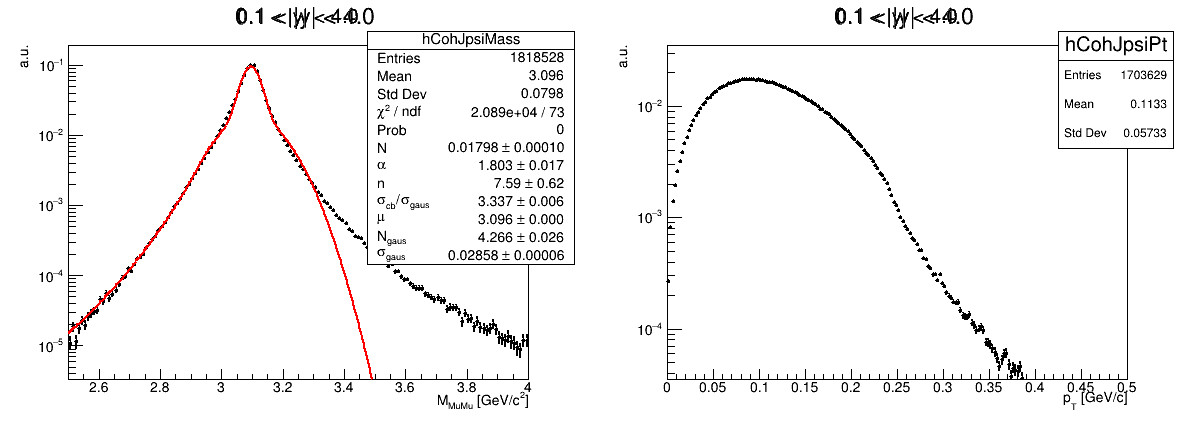 0.1 <|y|< 4.0
a.u.
hCohJpsiMass
Entries 1818528
Mean 3.096
Std Dev 0.0798
χ² / ndf 2.089e+04 / 73
Prob 0
N 0.01798 ± 0.00010
α 1.803 ± 0.017
n 7.59 ± 0.62
σcb/σgaus 3.337 ± 0.006
μ 3.096 ± 0.000
Ngaus 4.266 ± 0.026
σgaus 0.02858 ± 0.00006
10⁻¹
10⁻²
10⁻³
10⁻⁴
10⁻⁵
2.6 2.8 3 3.2 3.4 3.6 3.8 4
MMuMu [GeV/c²]
0.1 <|y|< 4.0
a.u.
hCohJpsiPt
Entries 1703629
Mean 0.1133
Std Dev 0.05733
10⁻²
10⁻³
10⁻⁴
0 0.05 0.1 0.15 0.2 0.25 0.3 0.35 0.4 0.45 0.5
pT [GeV/c]